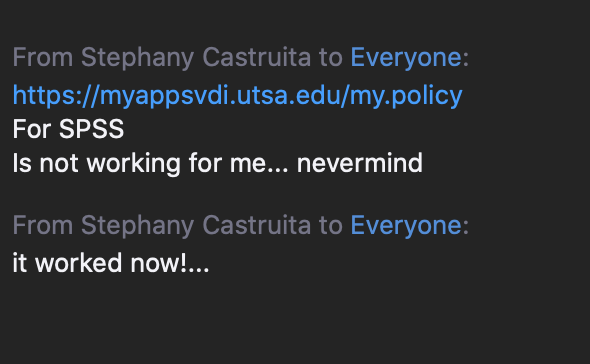 From Stephany Castruita to Everyone:
https://myappsvdi.utsa.edu/my.policy
For SPSS
Is not working for me... nevermind
From Stephany Castruita to Everyone:
it worked now!...